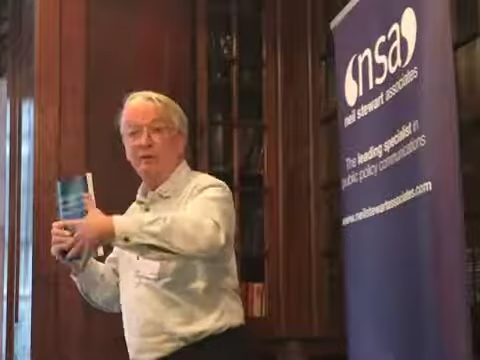 nsa
neil stewart associates
The leading specialist in
public policy communications
www.neilstewartassociates.com